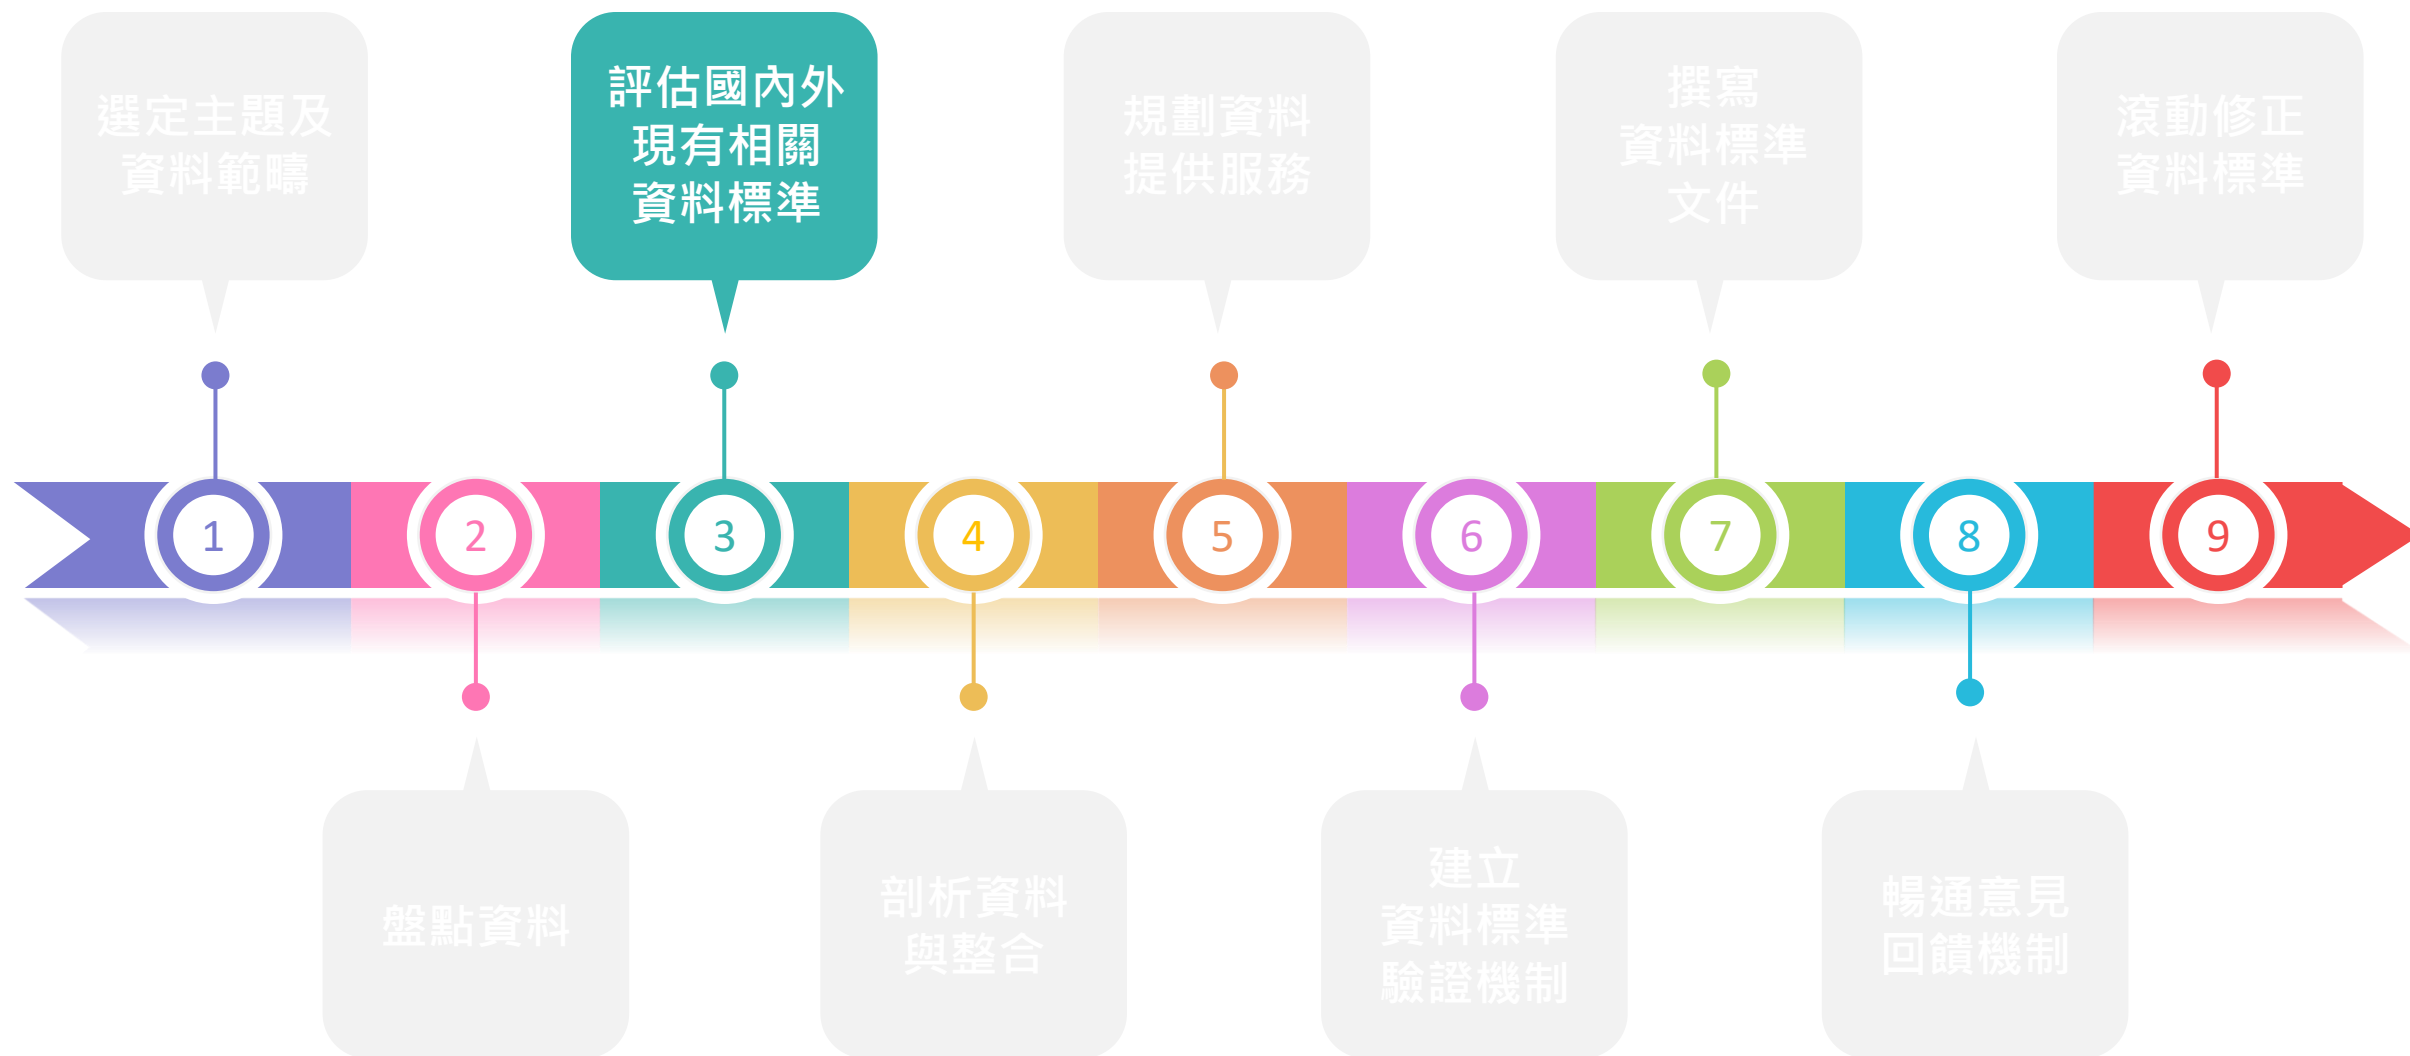 選定主題及
資料範疇
評估國內外
現有相關
資料標準
規劃資料
提供服務
撰寫
資料標準
文件
滾動修正
資料標準
1
2
3
4
5
6
7
8
9
盤點資料
剖析資料
與整合
建立
資料標準
驗證機制
暢通意見
回饋機制